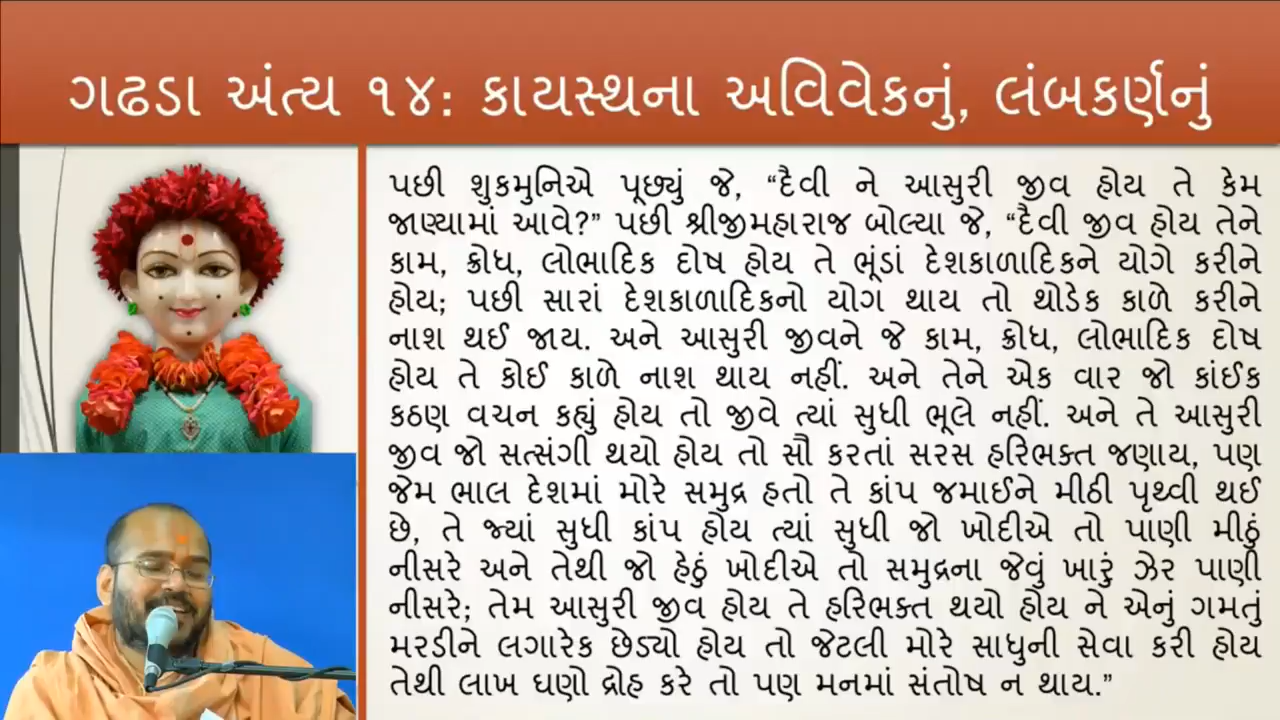 ગઢડા અંત્ય ૧૪: કાયસ્થના અવિવેકનું, લંબકર્ણનું
પછી શુકમુનિએ પૂછ્યું જે, “દૈવી ને આસુરી જીવ હોય તે કેમ
જાણ્યામાં આવે?” પછી શ્રીજીમહારાજ બોલ્યા જે, “દૈવી જીવ હોય તેને
કામ, ક્રોધ, લોભાદિક દોષ હોય તે ભૂંડાં દેશકાળાદિકને યોગે કરીને
હોય; પછી સારાં દેશકાળાદિકનો યોગ થાય તો થોડેક કાળે કરીને
નાશ થઈ જાય. અને આસુરી જીવને જે કામ, ક્રોધ, લોભાદિક દોષ
હોય તે કોઈ કાળે નાશ થાય નહીં. અને તેને એક વાર જો કાંઈક
કઠણ વચન કહ્યું હોય તો જીવે ત્યાં સુધી ભૂલે નહીં. અને તે આસુરી
જીવ જો સત્સંગી થયો હોય તો સૌ કરતાં સરસ હરિભક્ત જણાય, પણ
જેમ ભાલ દેશમાં મોરે સમુદ્ર હતો તે કાંપ જમાઈને મીઠી પૃથ્વી થઈ
છે, તે જ્યાં સુધી કાંપ હોય ત્યાં સુધી જો ખોદીએ તો પાણી મીઠું
નીસરે અને તેથી જો હેઠું ખોદીએ તો સમુદ્રના જેવું ખારું ઝેર પાણી
નીસરે; તેમ આસુરી જીવ હોય તે હરિભક્ત થયો હોય ને એનું ગમતું
મરડીને લગારેક છેડ્યો હોય તો જેટલી મોરે સાધુની સેવા કરી હોય
તેથી લાખ ઘણો દ્રોહ કરે તો પણ મનમાં સંતોષ ન થાય.”